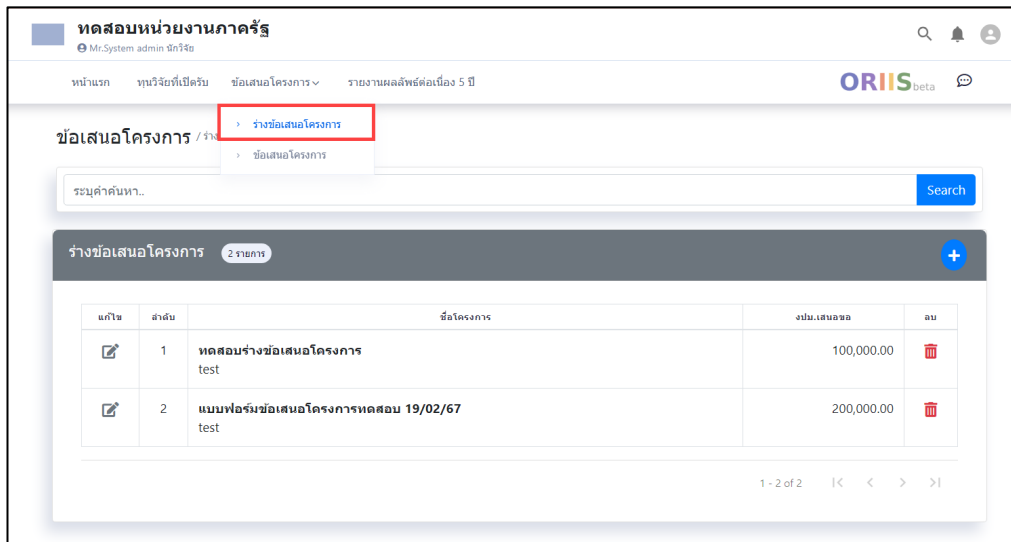 ทดสอบหน่วยงานภาครัฐ
Mr.System admin นักวิจัย
หน้าแรก ทุนวิจัยที่เปิดรับ ข้อเสนอโครงการ รายงานผลลัพธ์ต่อเนื่อง 5 ปี ORIIS beta
ร่างข้อเสนอโครงการ
ข้อเสนอโครงการ / ร่าง
ข้อเสนอโครงการ
ระบุคำค้นหา.. Search
ร่างข้อเสนอโครงการ 2 รายการ
แก้ไข ลำดับ ชื่อโครงการ งปม.เสนอขอ ลบ
1 ทดสอบร่างข้อเสนอโครงการ 100,000.00
test
2 แบบฟอร์มข้อเสนอโครงการทดสอบ 19/02/67 200,000.00
test
1 - 2 of 2